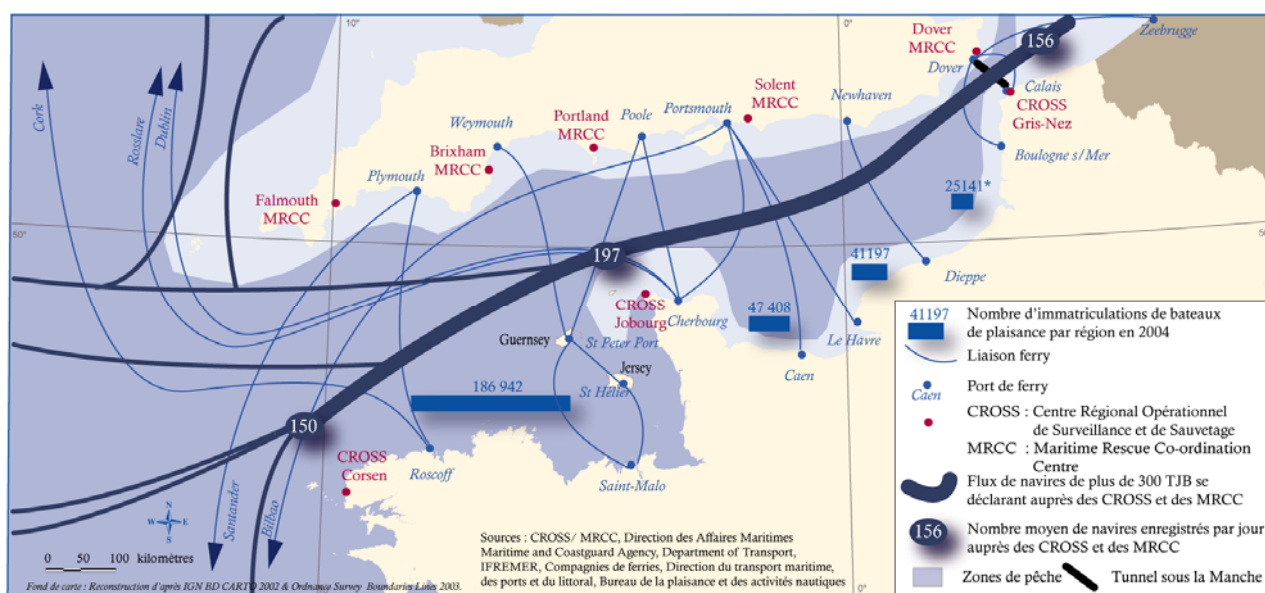 10°
0°
Cork
Rosslare
Dublin
Weymouth
Plymouth
Falmouth
MRCC
Brixham
MRCC
Portland
MRCC
Poole
Portsmouth
Solent
MRCC
Newhaven
Dover
MRCC
Dover
156
Zeebrugge
Calais
CROSS
Gris-Nez
Boulogne s/Mer
25141*
50°
50
197
41197
Dieppe
CROSS
Jobourg
Cherbourg
47 408
Le Havre
Caen
Guernsey
St Peter Port
Jersey
St Hélier
186 942
150
CROSS
Corsen
Roscoff
Saint-Malo
Santander
Bilbao
N
W E
S
0 50 100 kilomètres
Sources : CROSS/ MRCC, Direction des Affaires Maritimes
Maritime and Coastguard Agency, Department of Transport,
IFREMER, Compagnies de ferries, Direction du transport maritime,
des ports et du littoral, Bureau de la plaisance et des activités nautiques
Fond de carte : Reconstruction d'après IGN BD CARTO 2002 & Ordnance Survey Boundaries Lines 2003.
0°
41197
Nombre d'immatriculations de bateaux
de plaisance par région en 2004
Liaison ferry
Caen
Port de ferry
CROSS : Centre Régional Opérationnel
de Surveillance et de Sauvetage
MRCC : Maritime Rescue Co-ordination
Centre
Flux de navires de plus de 300 TJB se
déclarant auprès des CROSS et des MRCC
156
Nombre moyen de navires enregistrés par jour
auprès des CROSS et des MRCC
Zones de pêche
Tunnel sous la Manche